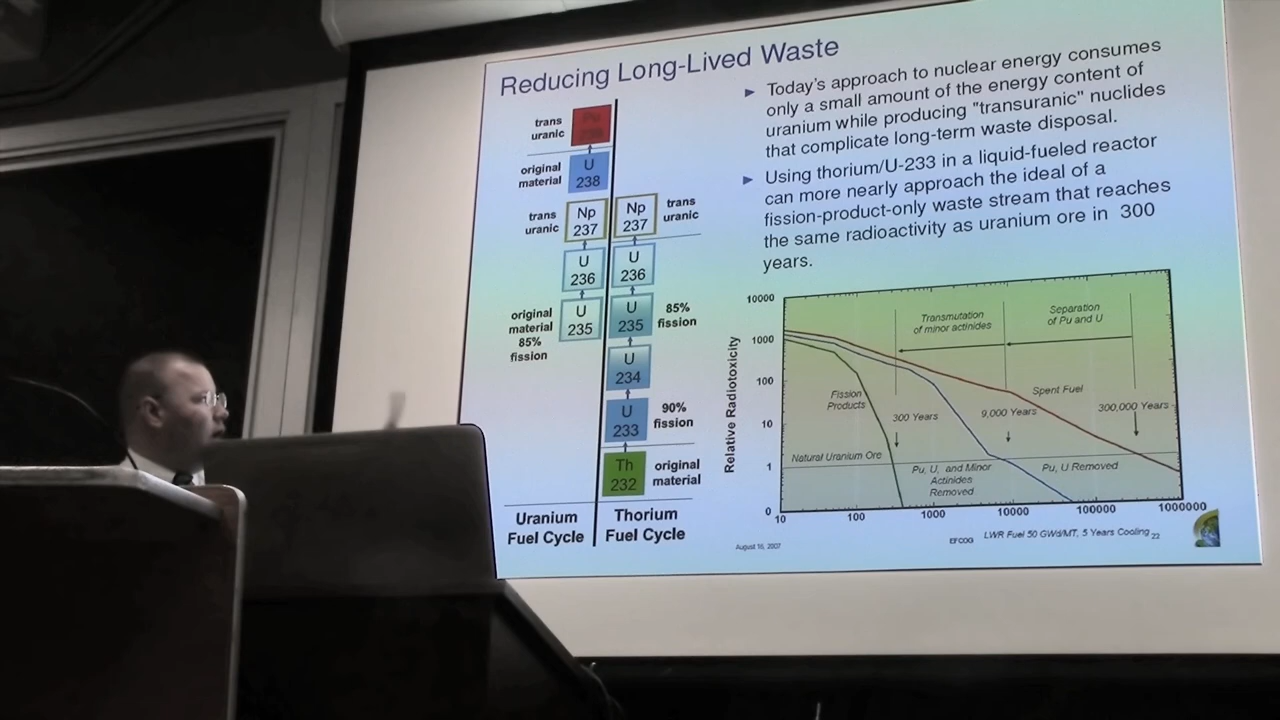 Reducing Long-Lived Waste
► Today's approach to nuclear energy consumes
only a small amount of the energy content of
uranium while producing "transuranic" nuclides
that complicate long-term waste disposal.
► Using thorium/U-233 in a liquid-fueled reactor
can more nearly approach the ideal of a
fission-product-only waste stream that reaches
the same radioactivity as uranium ore in 300
years.
trans
uranic
Pu
original
material
U
238
trans
uranic
Np
237
Np
237
trans
uranic
U
236
U
236
original
material
85%
fission
U
235
U
235
85%
fission
U
234
U
233
90%
fission
Th
232
original
material
Uranium
Fuel Cycle
Thorium
Fuel Cycle
Relative Radiotoxicity
10000
1000
100
10
1
0
Transmutation
of minor actinides
Separation
of Pu and U
Fission
Products
Spent Fuel
300 Years
9,000 Years
300,000 Years
Natural Uranium Ore
Pu, U, and Minor
Actinides
Removed
Pu, U Removed
10 100 1000 10000 100000 1000000
August 16, 2007
EFCOG
LWR Fuel 50 GWd/MT, 5 Years Cooling
22